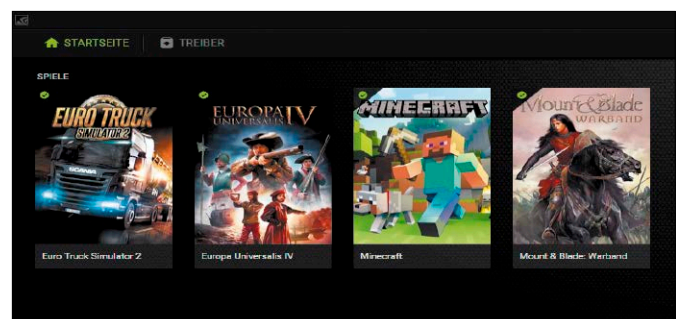 STARTSEITE
TREIBER
SPIELE
EURO TRUCK
SIMULATOR 2
SCANIA
EUROPA IV
UNIVERSALIS
MINECRAFT
Mount & Blade
WARBAND
Euro Truck Simulator 2
Europa Universalis IV
Minecraft
Mount & Blade: Warband